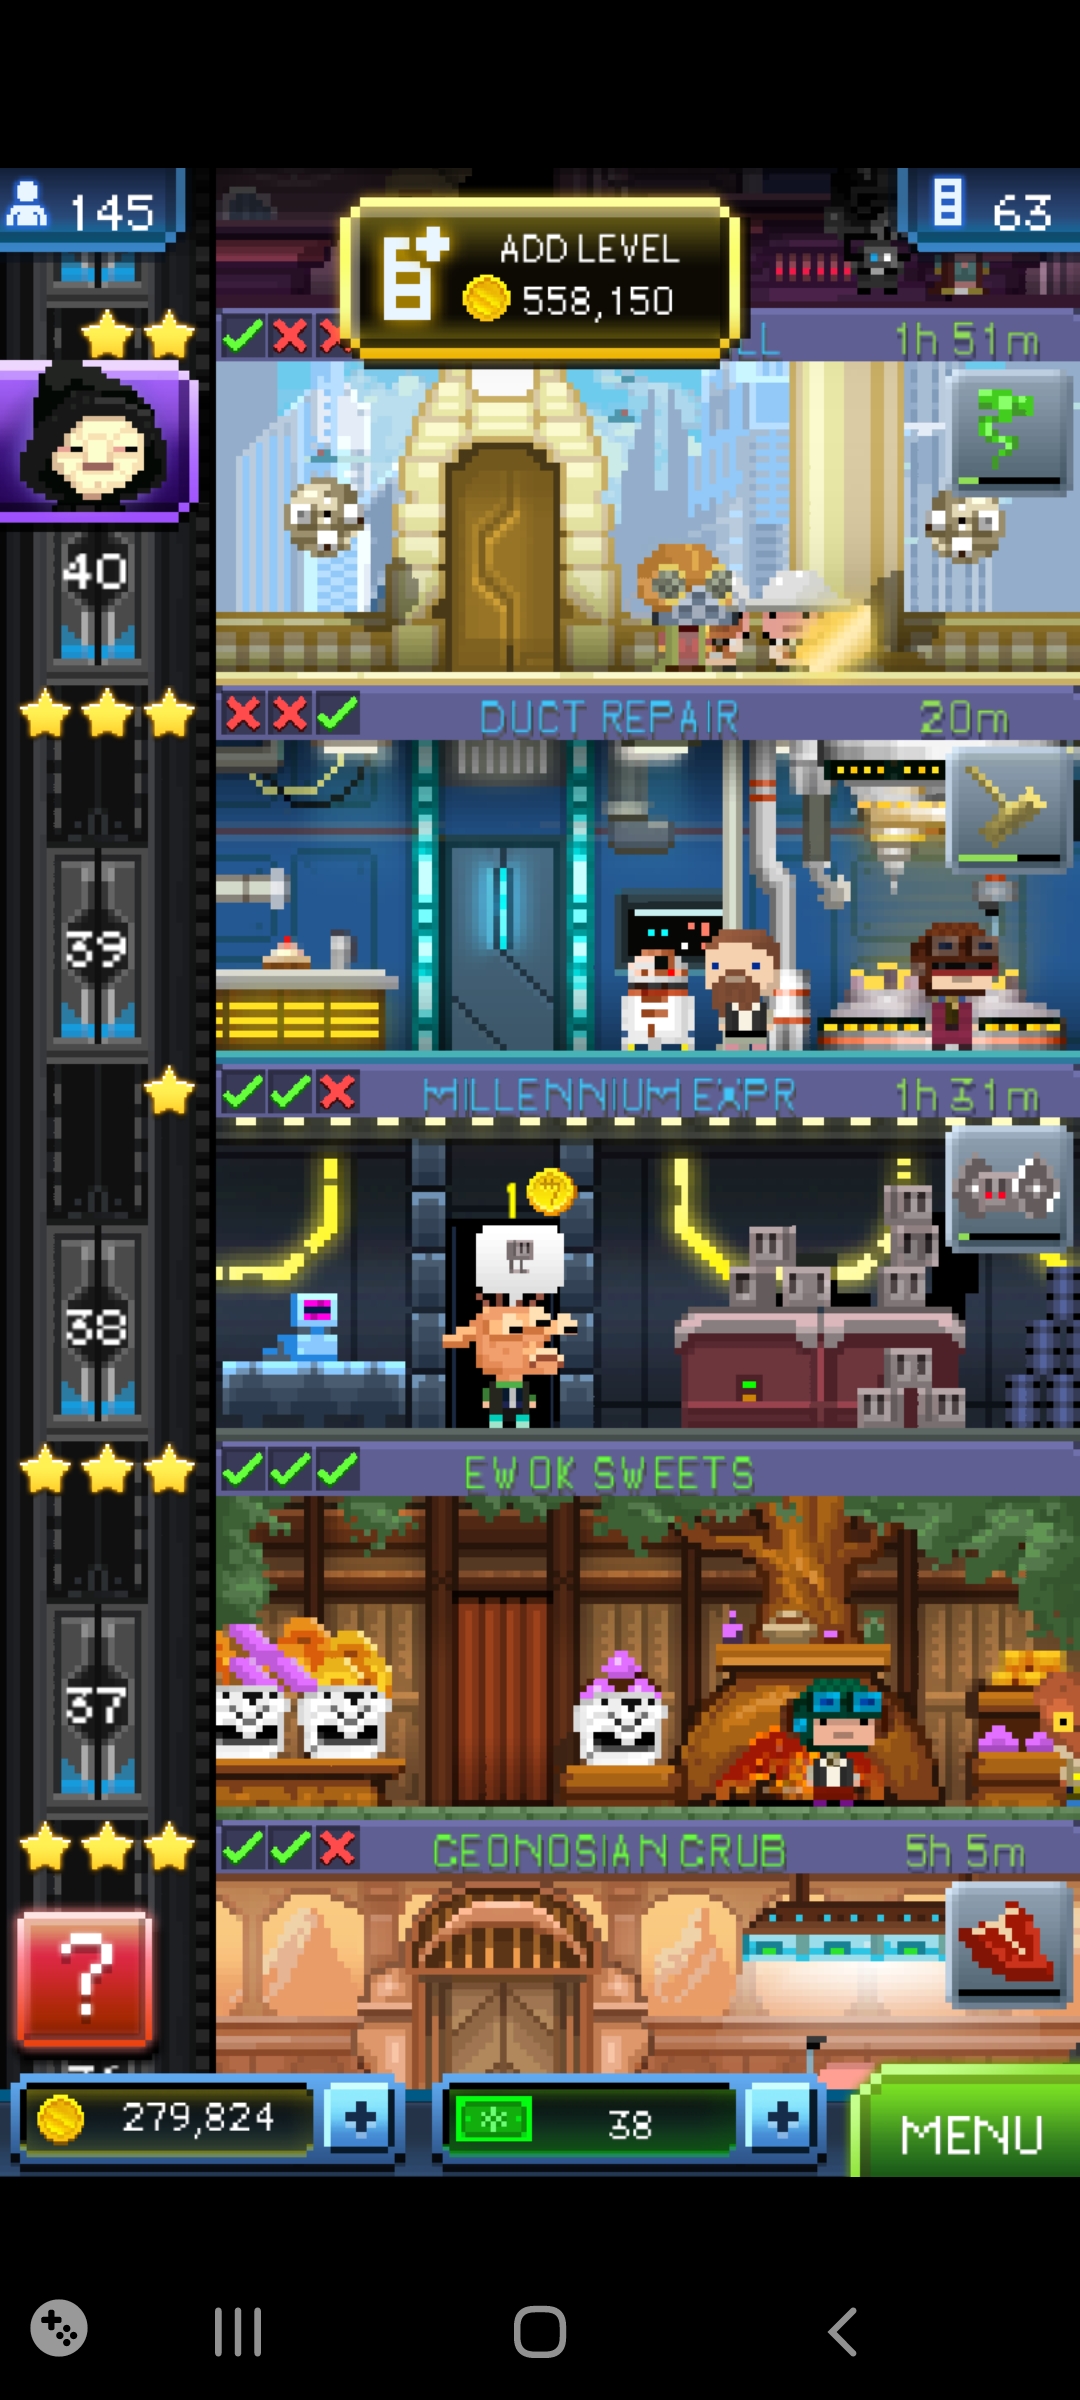 145
63
ADD LEVEL
558,150
LL
1h 51m
40
DUCT REPAIR
20m
39
MILLENNIUM EXPR
1h 31m
1
38
EWOK SWEETS
37
GEONOSIAN GRUB
5h 5m
?
279,824
+
38
+
MENU